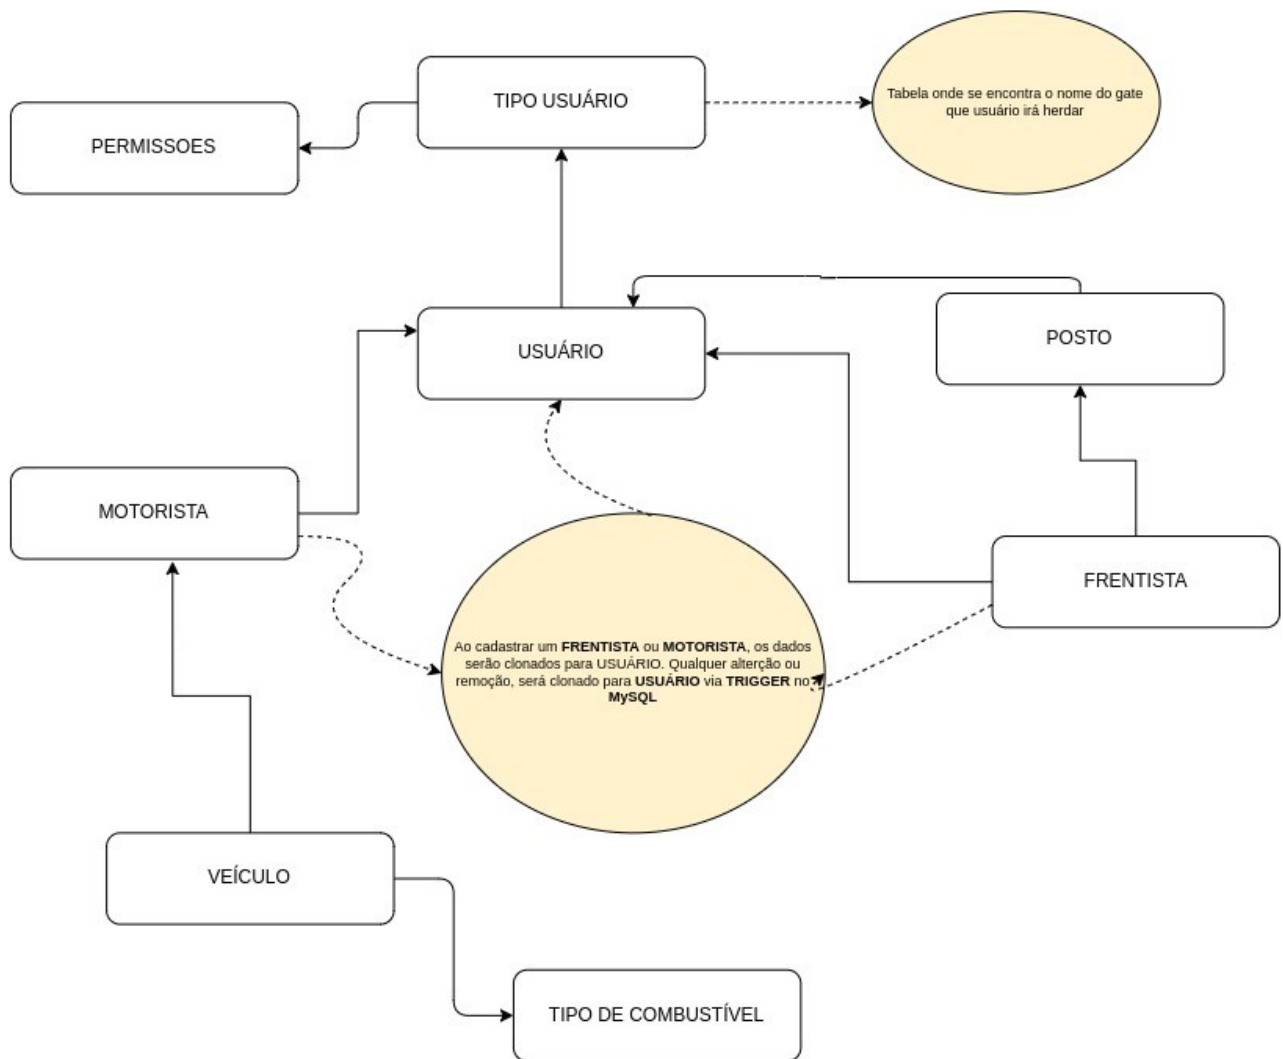 TIPO USUÁRIO
Tabela onde se encontra o nome do gate
que usuário irá herdar
PERMISSOES
POSTO
USUÁRIO
MOTORISTA
FRENTISTA
Ao cadastrar um FRENTISTA ou MOTORISTA, os dados
serão clonados para USUÁRIO. Qualquer alterção ou
remoção, será clonado para USUÁRIO via TRIGGER no
MySQL
VEÍCULO
TIPO DE COMBUSTÍVEL